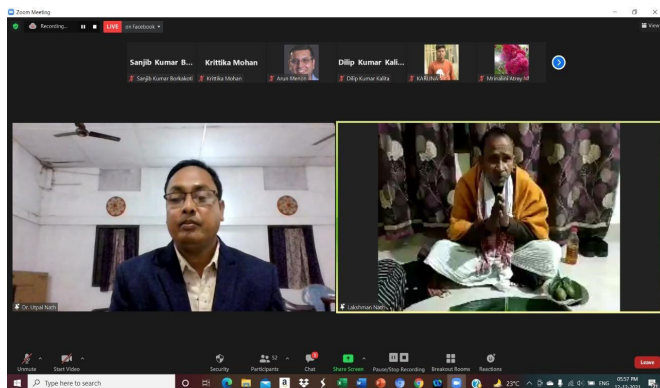 Zoom Meeting
Recording...
LIVE on Facebook
View
Sanjib Kumar B...
Krittika Mohan
Dilip Kumar Kali...
Sanjib Kumar Borkakoti
Krittika Mohan
Arun Menon
Dilip Kumar Kalita
KARUNA
Mrinalini Atrey
Dr. Utpal Nath
Lakshman Nath
Unmute
Start Video
Security
52
Participants
Chat
Share Screen
Pause/Stop Recording
Breakout Rooms
Reactions
Leave
Type here to search
23°C
ENG
05:57 PM